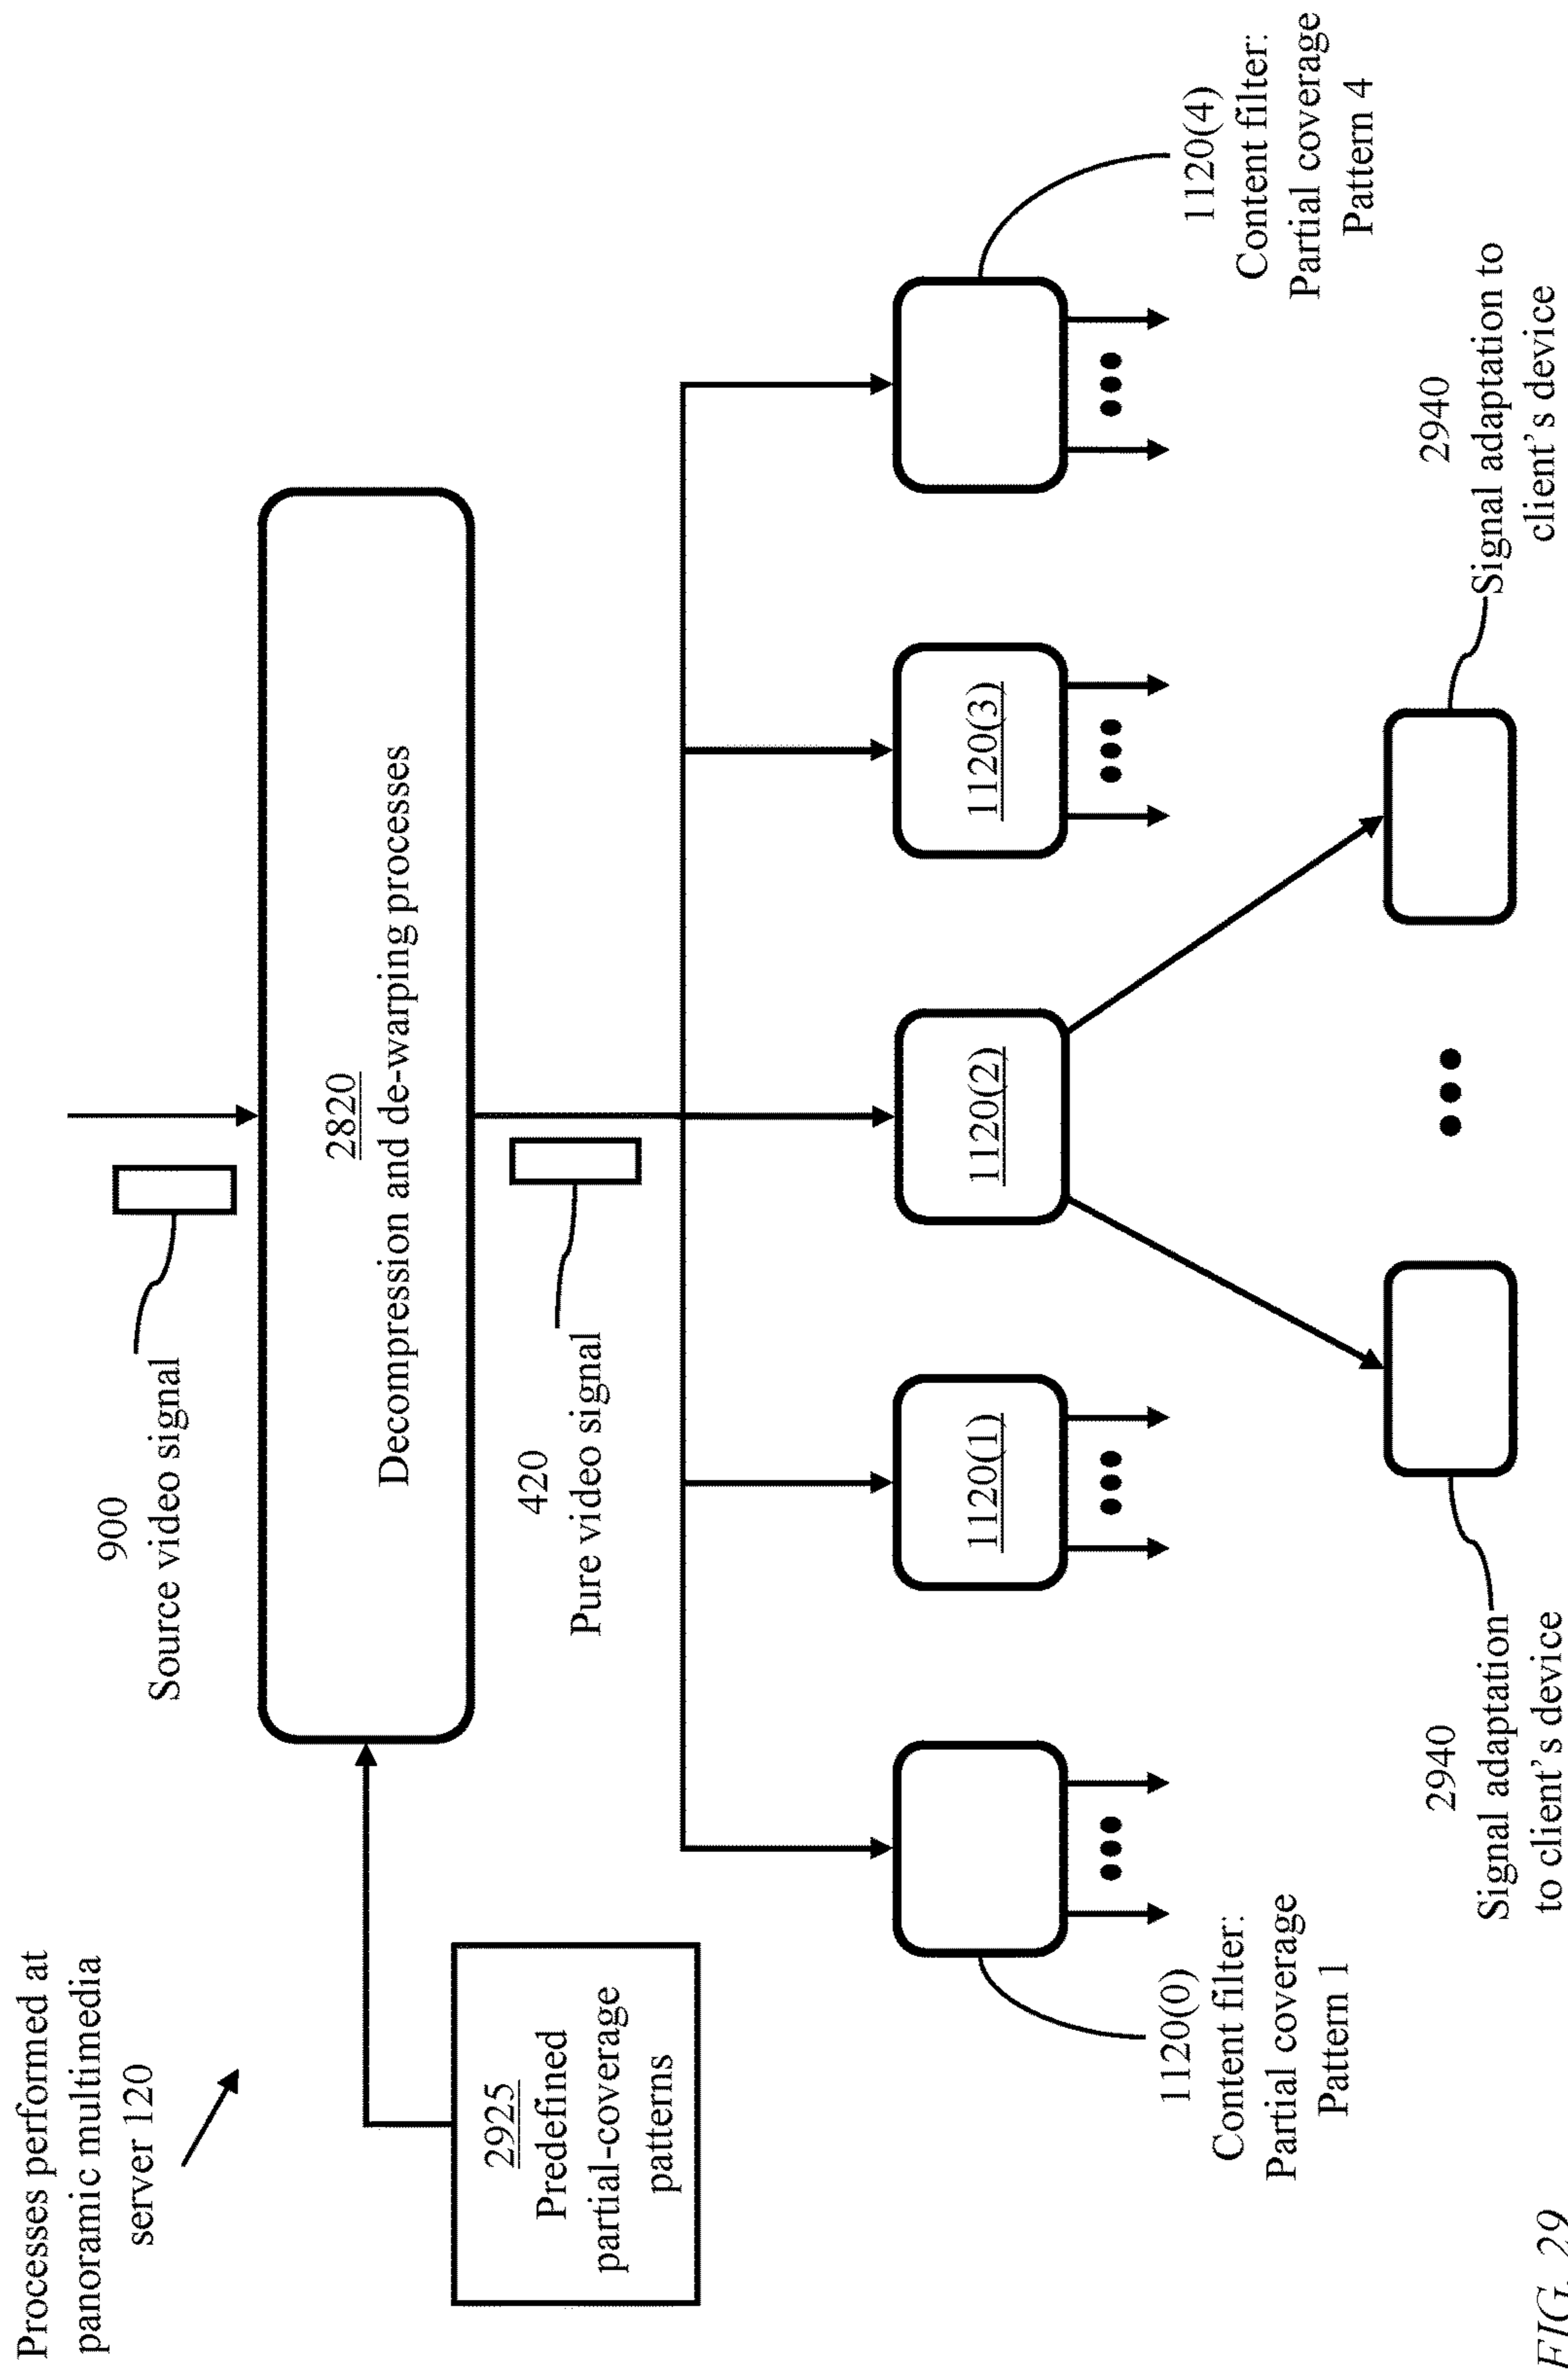 Processes performed at
panoramic multimedia
server 120
900
Source video signal
2820
Decompression and de-warping processes
2925
Predefined
partial-coverage
patterns
420
Pure video signal
1120(0)
Content filter:
Partial coverage
Pattern 1
1120(1)
1120(2)
1120(3)
1120(4)
Content filter:
Partial coverage
Pattern 4
2940
Signal adaptation
to client's device
2940
Signal adaptation to
client's device
FIG. 29